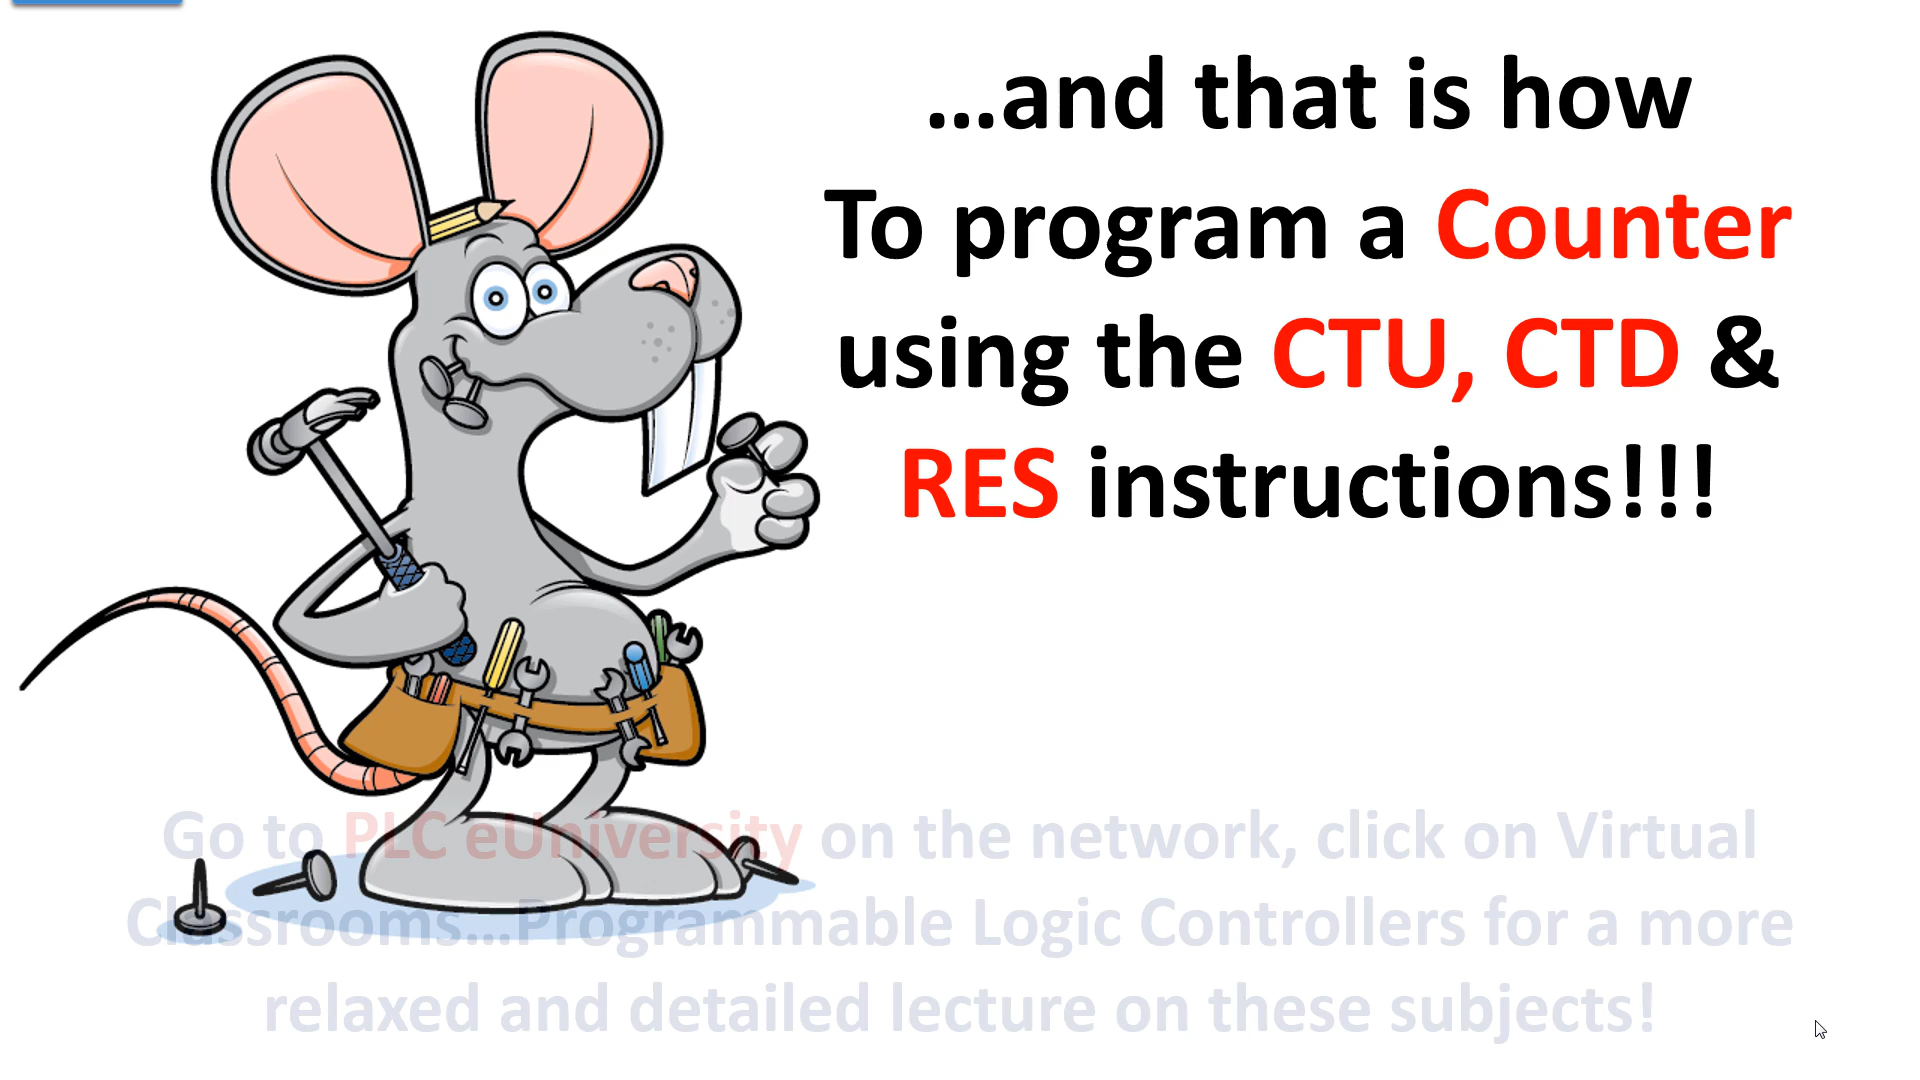 ...and that is how
To program a Counter
using the CTU, CTD &
RES instructions!!!
Go to PLC eUniversity on the network, click on Virtual
Classrooms...Programmable Logic Controllers for a more
relaxed and detailed lecture on these subjects!